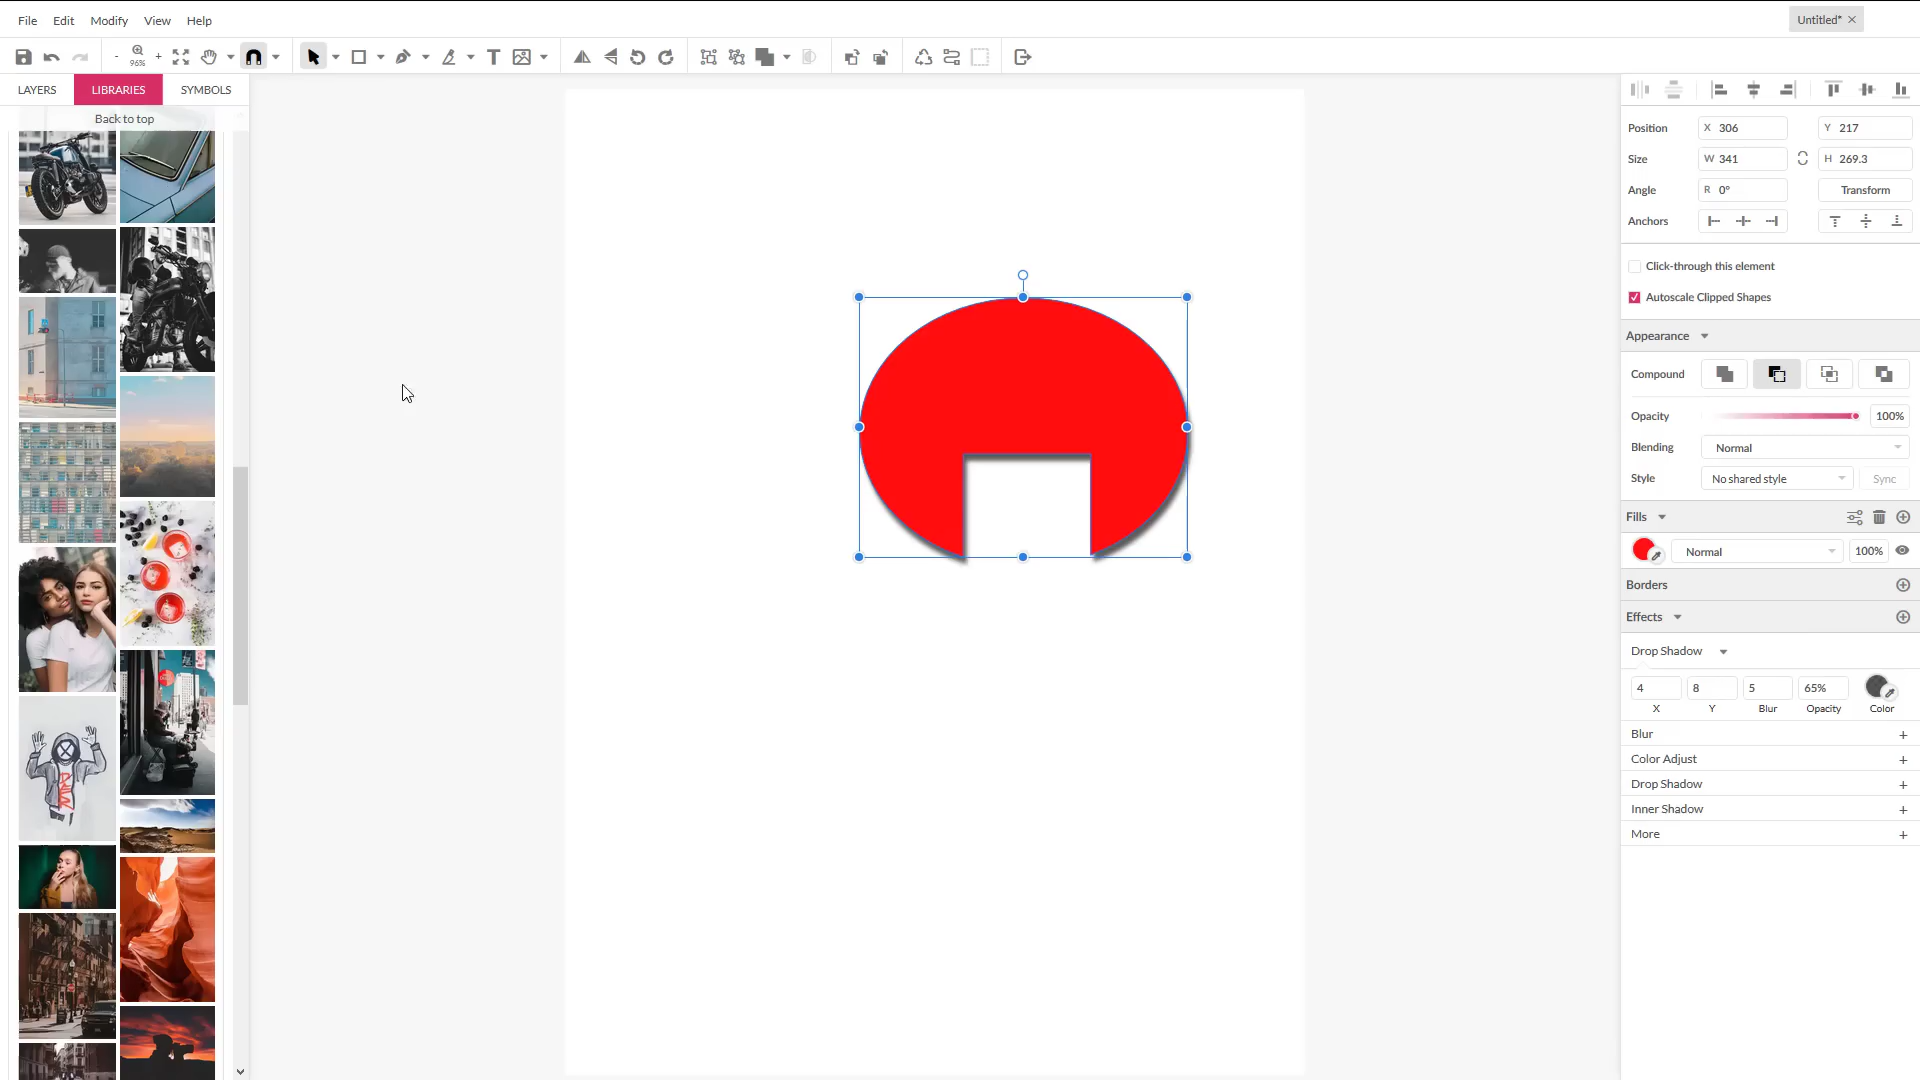 File Edit Modify View Help
Untitled*
- 96% +
LAYERS LIBRARIES SYMBOLS
Back to top
Position X 306 Y 217
Size W 341 H 269.3
Angle R 0° Transform
Anchors
Click-through this element
Autoscale Clipped Shapes
Appearance
Compound
Opacity 100%
Blending Normal
Style No shared style Sync
Fills
Normal 100%
Borders
Effects
Drop Shadow
4 8 5 65%
X Y Blur Opacity Color
Blur +
Color Adjust +
Drop Shadow +
Inner Shadow +
More +